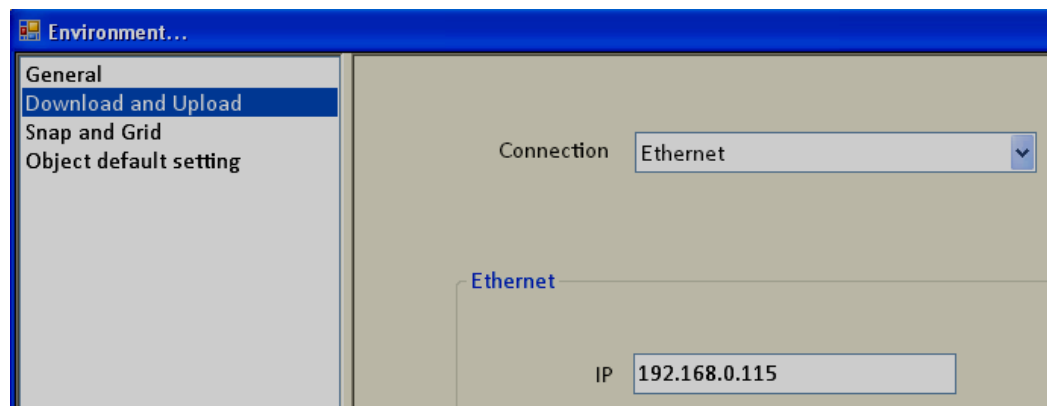 Environment...
General
Download and Upload
Snap and Grid
Object default setting
Connection Ethernet
Ethernet
IP 192.168.0.115